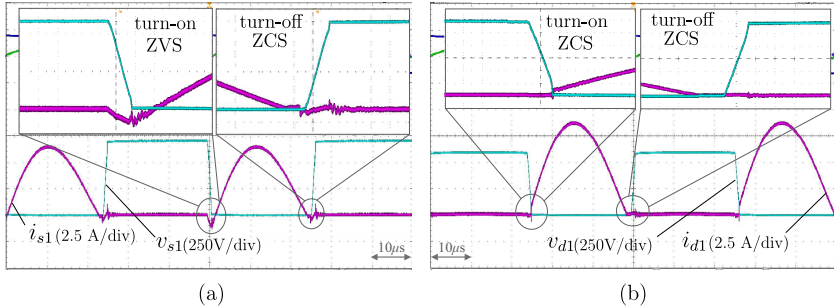 turn-on
ZVS
turn-off
ZCS
i_{s1} (2.5 A/div)
v_{s1} (250V/div)
10μs
(a)
turn-on
ZCS
turn-off
ZCS
v_{d1} (250V/div)
i_{d1} (2.5 A/div)
10μs
(b)